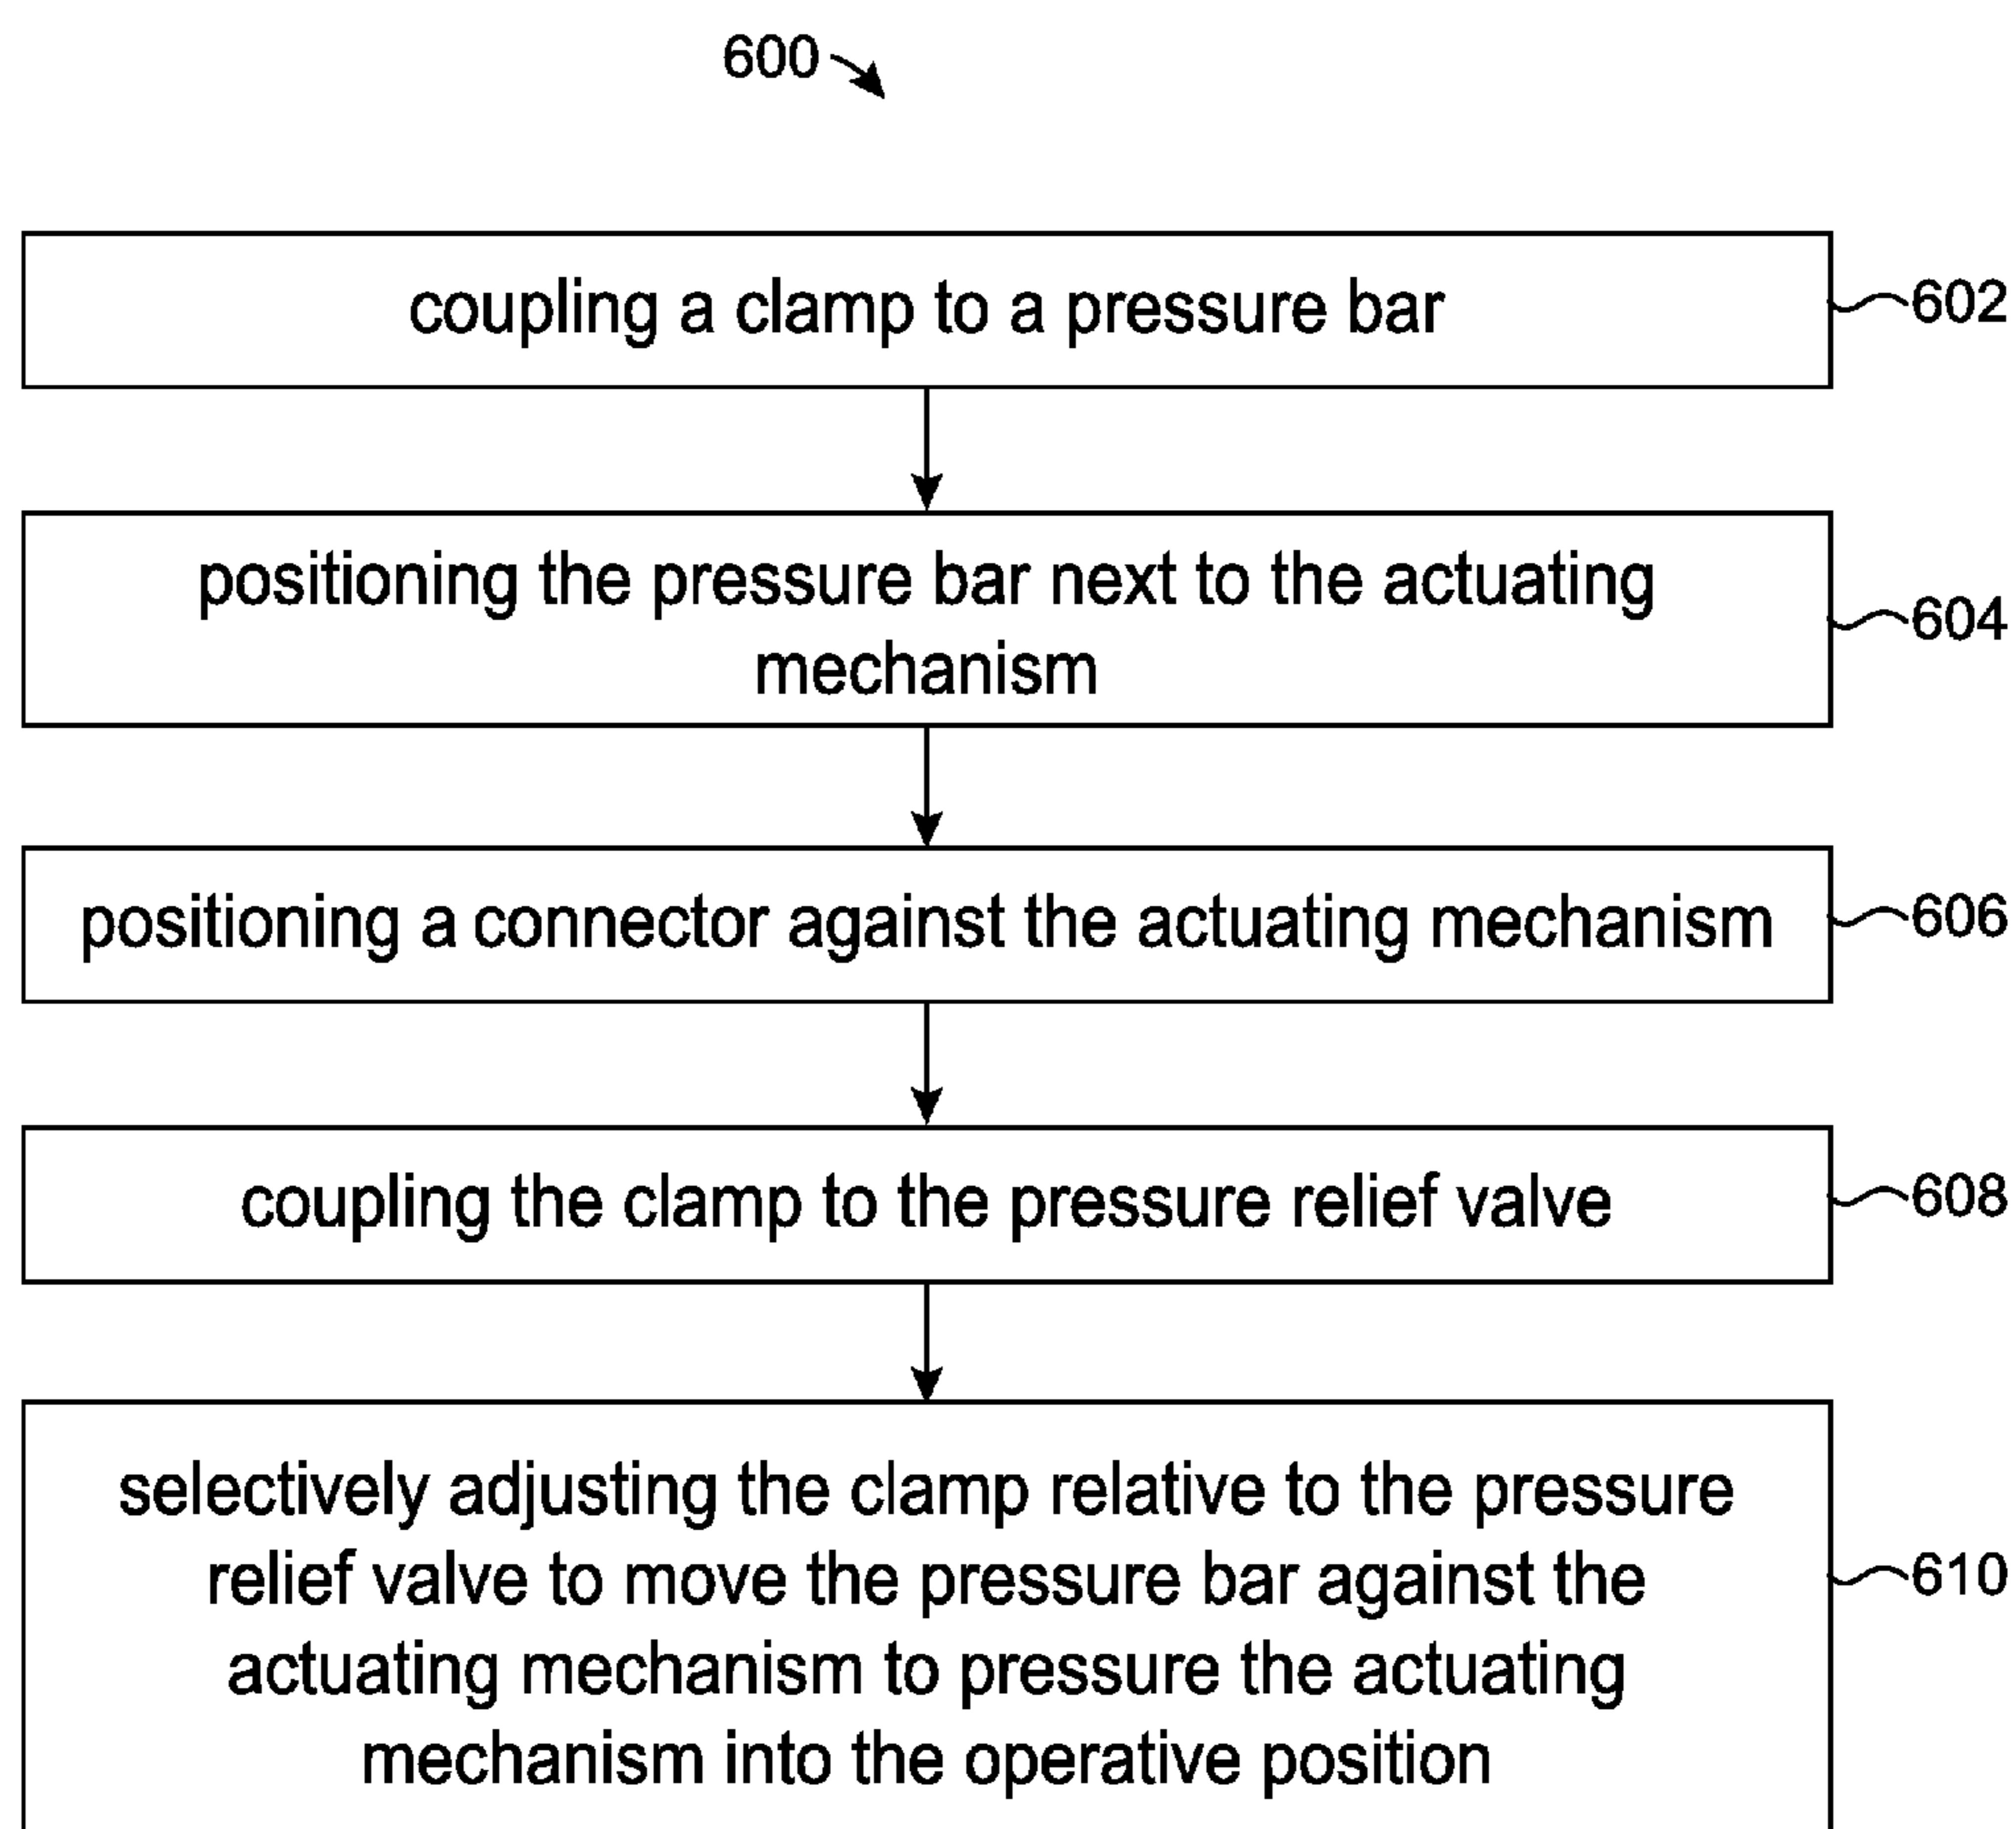 600
coupling a clamp to a pressure bar
602
positioning the pressure bar next to the actuating
mechanism
604
positioning a connector against the actuating mechanism
606
coupling the clamp to the pressure relief valve
608
selectively adjusting the clamp relative to the pressure
relief valve to move the pressure bar against the
actuating mechanism to pressure the actuating
mechanism into the operative position
610